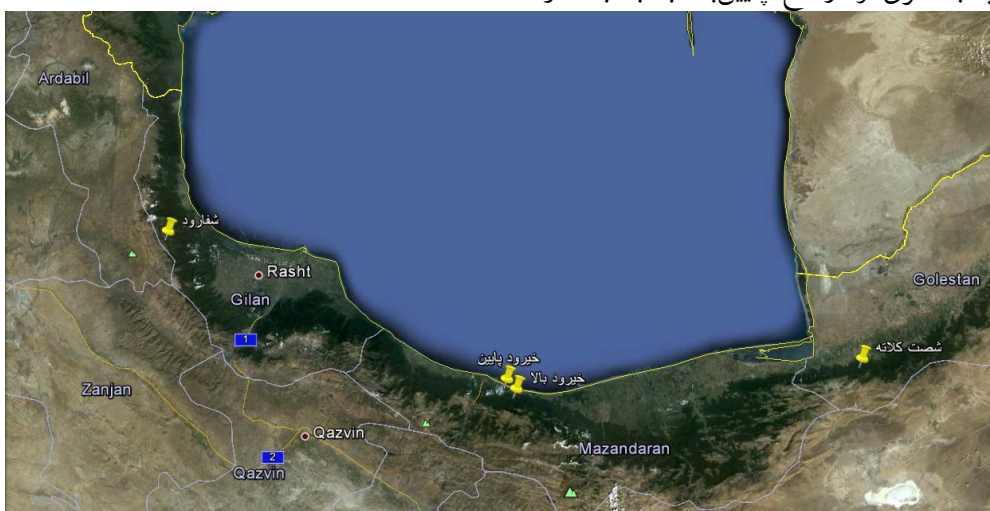 Ardabil
شفارود
Rasht
Gilan
Golestan
1
خیرود پایین
شصت کلاته
خیرود بالا
Zanjan
Qazvin
Mazandaran
2
Qazvin